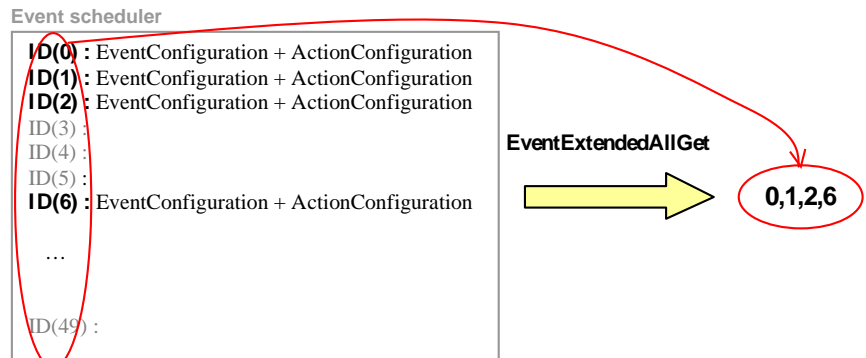 Event scheduler
ID(0) : EventConfiguration + ActionConfiguration
ID(1) : EventConfiguration + ActionConfiguration
ID(2) : EventConfiguration + ActionConfiguration
ID(3) :
ID(4) :
ID(5) :
ID(6) : EventConfiguration + ActionConfiguration
…
ID(49) :
EventExtendedAllGet
0,1,2,6